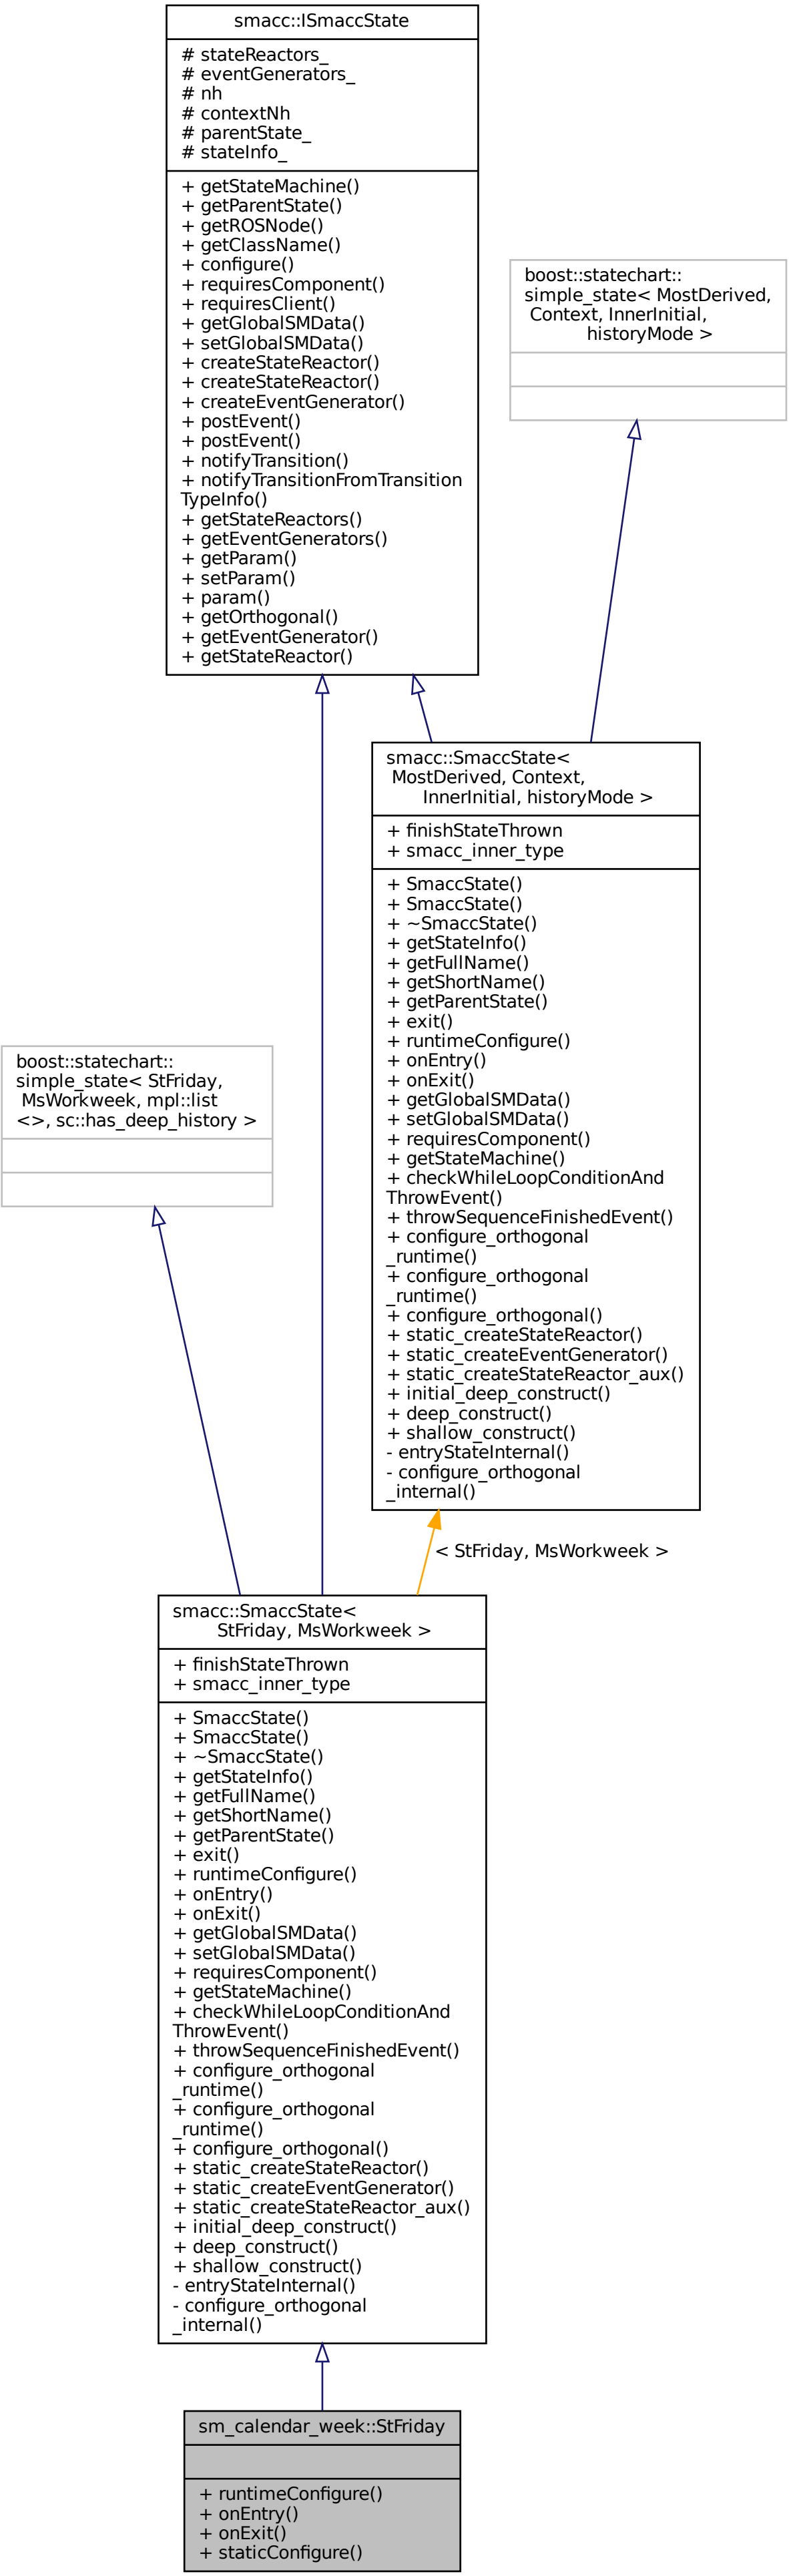 smacc::ISmaccState
# stateReactors_
# eventGenerators_
# nh
# contextNh
# parentState_
# stateInfo_
+ getStateMachine()
+ getParentState()
+ getROSNode()
+ getClassName()
+ configure()
+ requiresComponent()
+ requiresClient()
+ getGlobalSMData()
+ setGlobalSMData()
+ createStateReactor()
+ createStateReactor()
+ createEventGenerator()
+ postEvent()
+ postEvent()
+ notifyTransition()
+ notifyTransitionFromTransition
TypeInfo()
+ getStateReactors()
+ getEventGenerators()
+ getParam()
+ setParam()
+ param()
+ getOrthogonal()
+ getEventGenerator()
+ getStateReactor()
boost::statechart::
simple_state< MostDerived,
Context, InnerInitial,
historyMode >
smacc::SmaccState<
MostDerived, Context,
InnerInitial, historyMode >
+ finishStateThrown
+ smacc_inner_type
+ SmaccState()
+ SmaccState()
+ ~SmaccState()
+ getStateInfo()
+ getFullName()
+ getShortName()
+ getParentState()
+ exit()
+ runtimeConfigure()
+ onEntry()
+ onExit()
+ getGlobalSMData()
+ setGlobalSMData()
+ requiresComponent()
+ getStateMachine()
+ checkWhileLoopConditionAnd
ThrowEvent()
+ throwSequenceFinishedEvent()
+ configure_orthogonal
_runtime()
+ configure_orthogonal
_runtime()
+ configure_orthogonal()
+ static_createStateReactor()
+ static_createEventGenerator()
+ static_createStateReactor_aux()
+ initial_deep_construct()
+ deep_construct()
+ shallow_construct()
- entryStateInternal()
- configure_orthogonal
_internal()
boost::statechart::
simple_state< StFriday,
MsWorkweek, mpl::list
<>, sc::has_deep_history >
< StFriday, MsWorkweek >
smacc::SmaccState<
StFriday, MsWorkweek >
+ finishStateThrown
+ smacc_inner_type
+ SmaccState()
+ SmaccState()
+ ~SmaccState()
+ getStateInfo()
+ getFullName()
+ getShortName()
+ getParentState()
+ exit()
+ runtimeConfigure()
+ onEntry()
+ onExit()
+ getGlobalSMData()
+ setGlobalSMData()
+ requiresComponent()
+ getStateMachine()
+ checkWhileLoopConditionAnd
ThrowEvent()
+ throwSequenceFinishedEvent()
+ configure_orthogonal
_runtime()
+ configure_orthogonal
_runtime()
+ configure_orthogonal()
+ static_createStateReactor()
+ static_createEventGenerator()
+ static_createStateReactor_aux()
+ initial_deep_construct()
+ deep_construct()
+ shallow_construct()
- entryStateInternal()
- configure_orthogonal
_internal()
sm_calendar_week::StFriday
+ runtimeConfigure()
+ onEntry()
+ onExit()
+ staticConfigure()